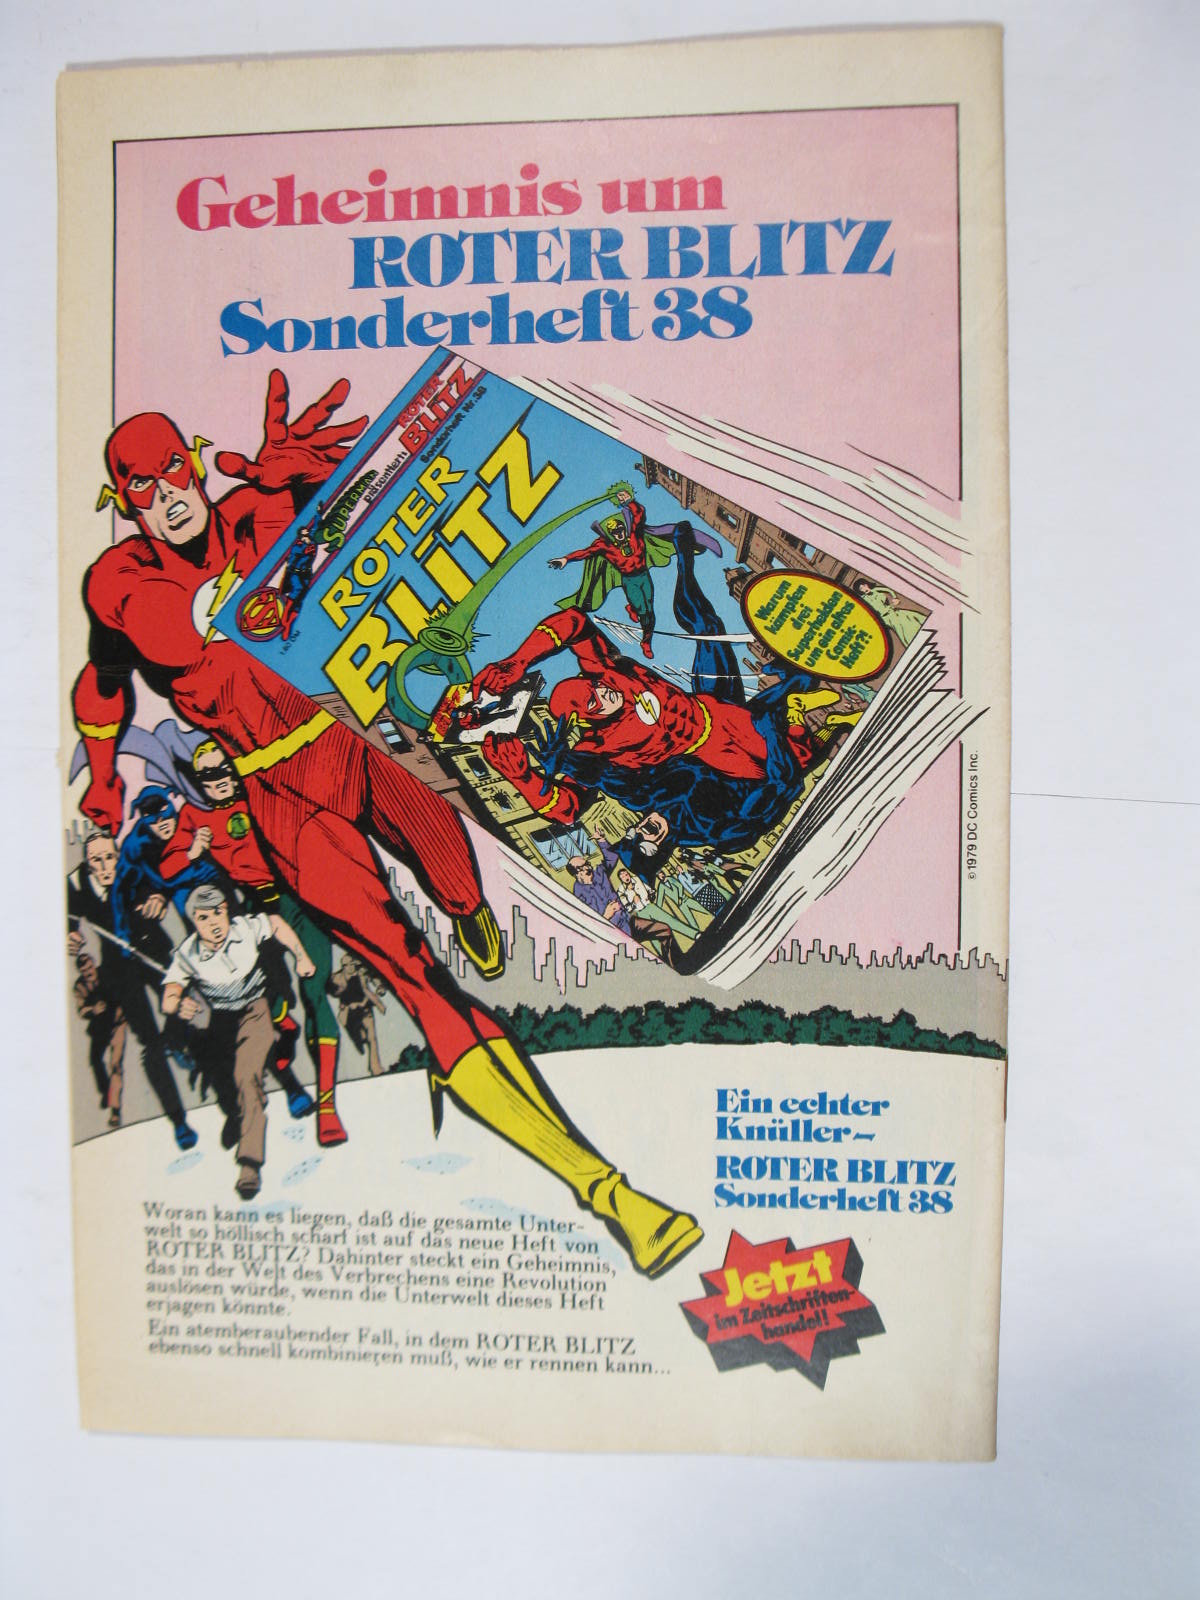 Geheimnis um
ROTER BLITZ
Sonderheft 38
SUPERMAN
präsentiert:
ROTER
BLITZ
Sonderheft Nr. 38
ROTER
BLITZ
Warum
kämpfen
drei
Superhelden
um ein altes
Comic-
Heft?!
© 1979 DC Comics Inc.
Ein echter
Knüller–
ROTER BLITZ
Sonderheft 38
Woran kann es liegen, daß die gesamte Unter-
welt so höllisch scharf ist auf das neue Heft von
ROTER BLITZ? Dahinter steckt ein Geheimnis,
das in der Welt des Verbrechens eine Revolution
auslösen würde, wenn die Unterwelt dieses Heft
erjagen könnte.
Ein atemberaubender Fall, in dem ROTER BLITZ
ebenso schnell kombinieren muß, wie er rennen kann...
Jetzt
im Zeitschriften-
handel!